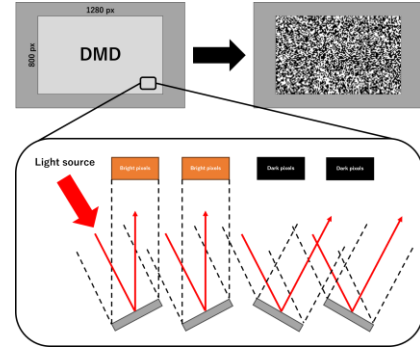 1280 px
800 px
DMD
Light source
Bright pixels
Bright pixels
Dark pixels
Dark pixels